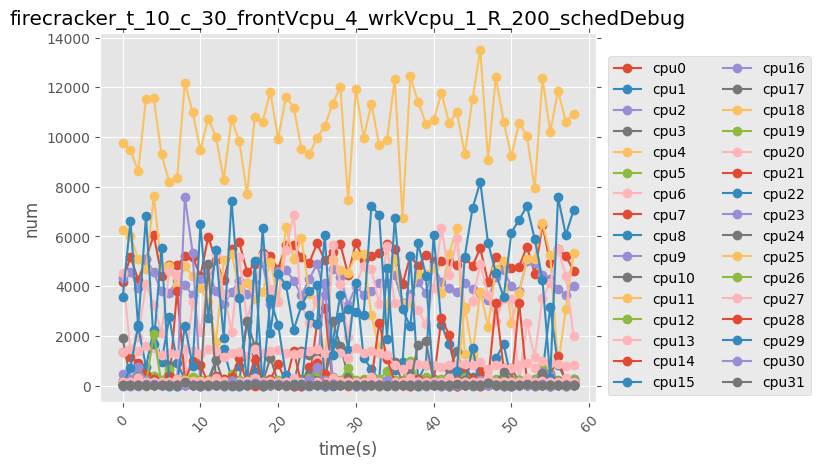 firecracker_t_10_c_30_frontVcpu_4_wrkVcpu_1_R_200_schedDebug
14000
12000
10000
8000
6000
4000
2000
0
num
0 10 20 30 40 50 60
time(s)
cpu0 cpu16
cpu1 cpu17
cpu2 cpu18
cpu3 cpu19
cpu4 cpu20
cpu5 cpu21
cpu6 cpu22
cpu7 cpu23
cpu8 cpu24
cpu9 cpu25
cpu10 cpu26
cpu11 cpu27
cpu12 cpu28
cpu13 cpu29
cpu14 cpu30
cpu15 cpu31